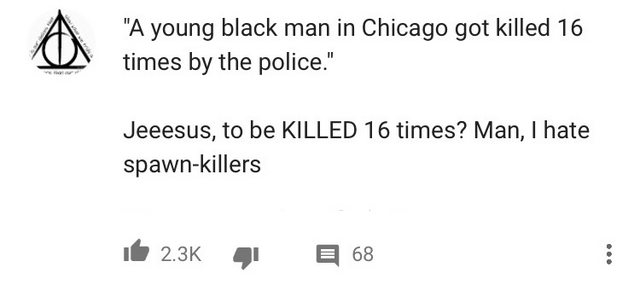 "A young black man in Chicago got killed 16
times by the police."
Jeeesus, to be KILLED 16 times? Man, I hate
spawn-killers
2.3K
68